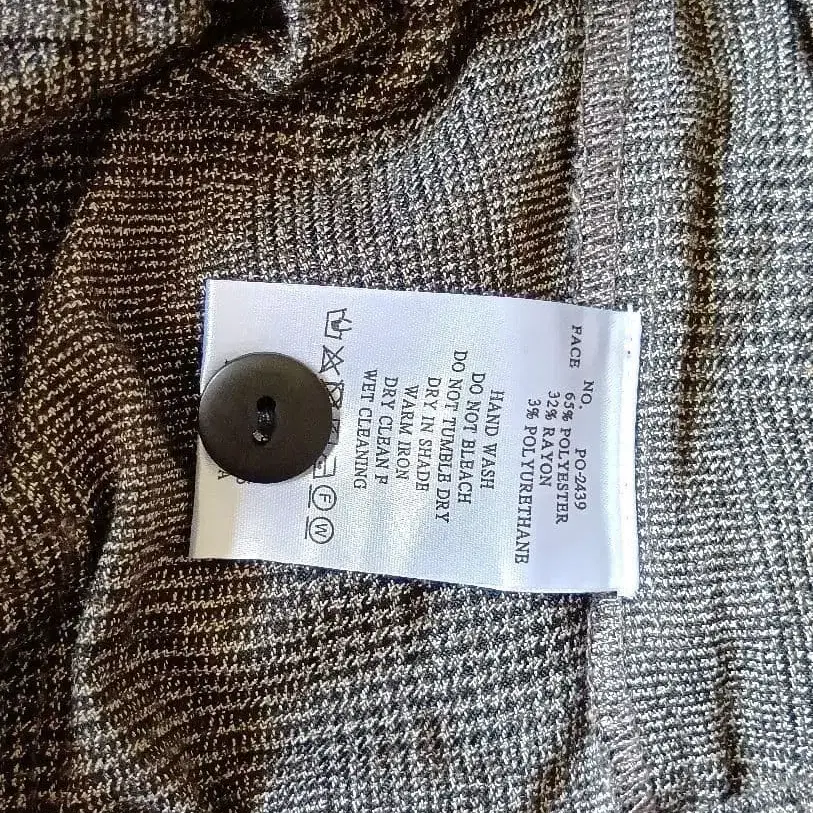 NO. PO-2439
FACE 65% POLYESTER
32% RAYON
3% POLYURETHANE
HAND WASH
DO NOT BLEACH
DO NOT TUMBLE DRY
DRY IN SHADE
WARM IRON
DRY CLEAN F
WET CLEANING
F W